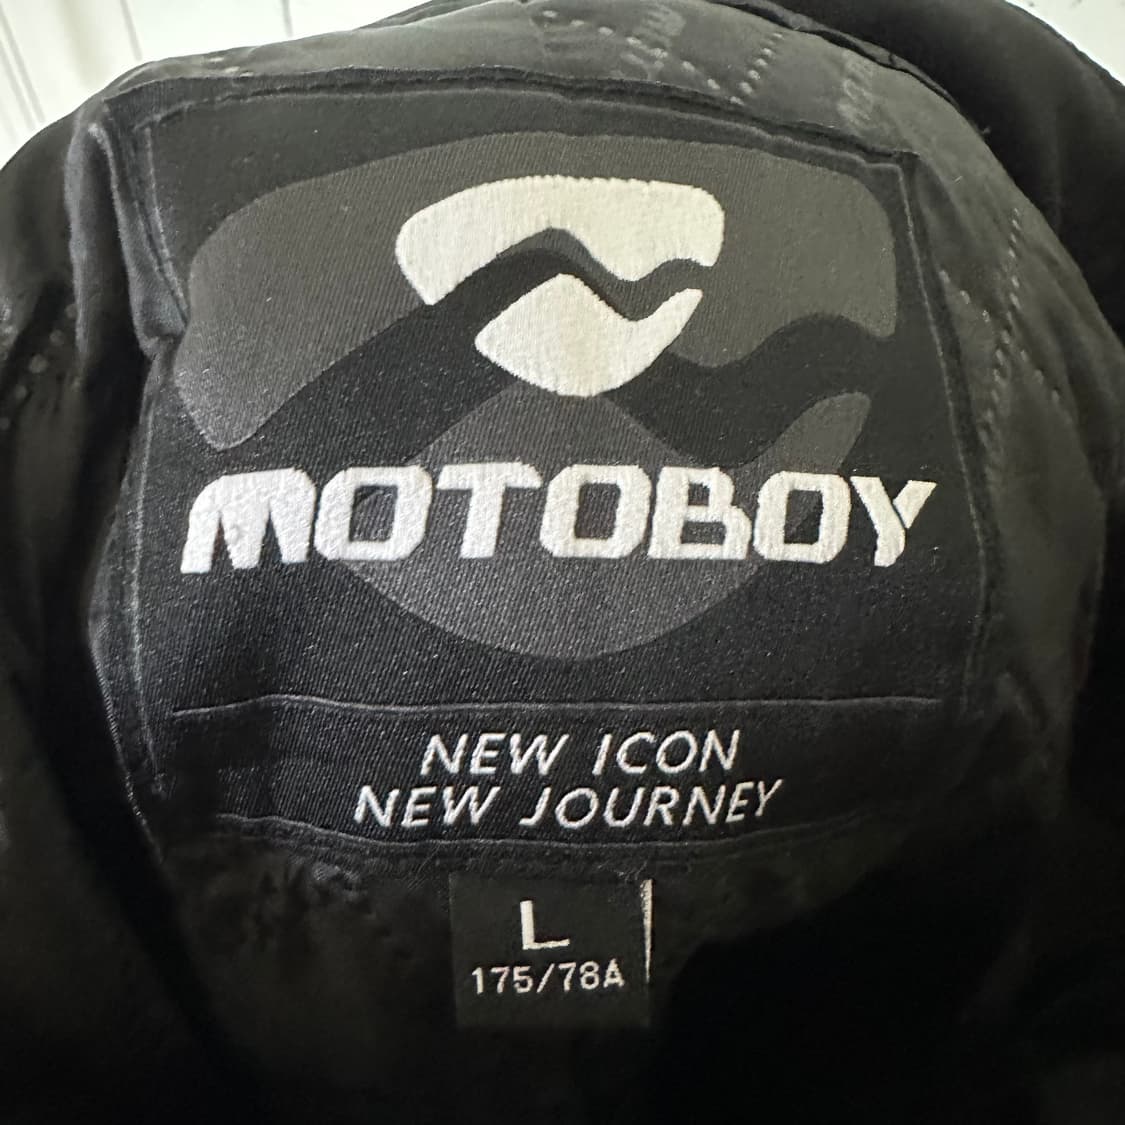 MOTOBOY
NEW ICON
NEW JOURNEY
L
175/78A